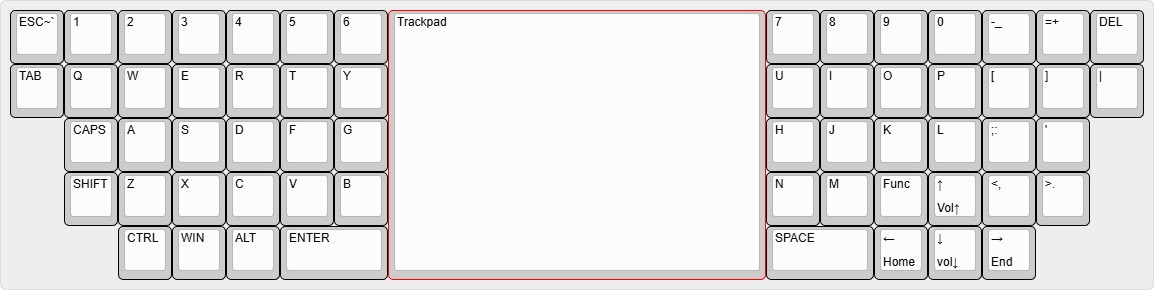 ESC~` 1 2 3 4 5 6 Trackpad 7 8 9 0 -_ =+ DEL
TAB Q W E R T Y U I O P [ ] |
CAPS A S D F G H J K L ;: '
SHIFT Z X C V B N M Func ↑ <, >.
Vol↑
CTRL WIN ALT ENTER SPACE ← ↓ →
Home vol↓ End